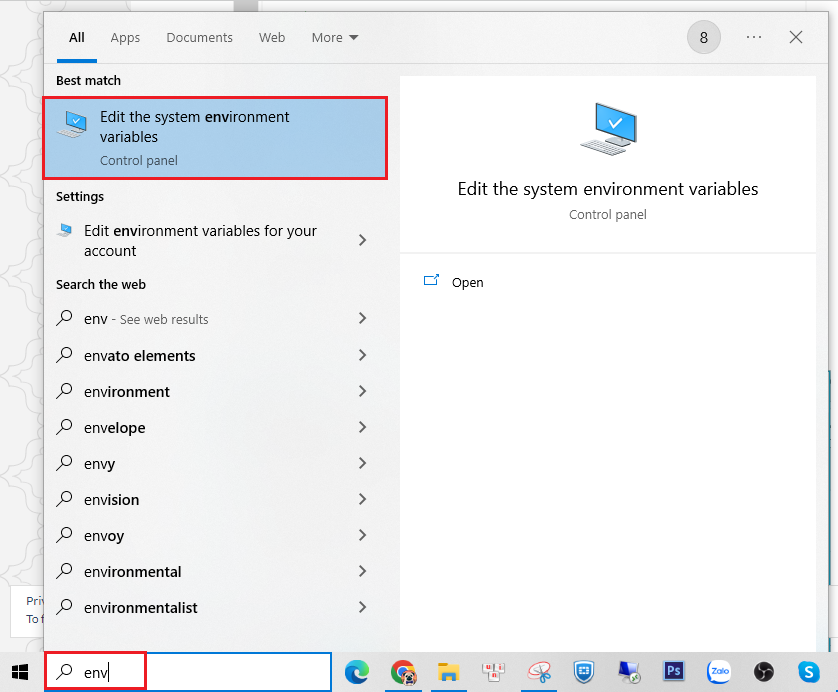 All Apps Documents Web More 8 ...
Best match
Edit the system environment
variables
Control panel
Settings
Edit environment variables for your
account
Search the web
env - See web results
envato elements
environment
envelope
envy
envision
envoy
environmental
environmentalist
Edit the system environment variables
Control panel
Open
Priv
To f
env
Ps
Zalo
S